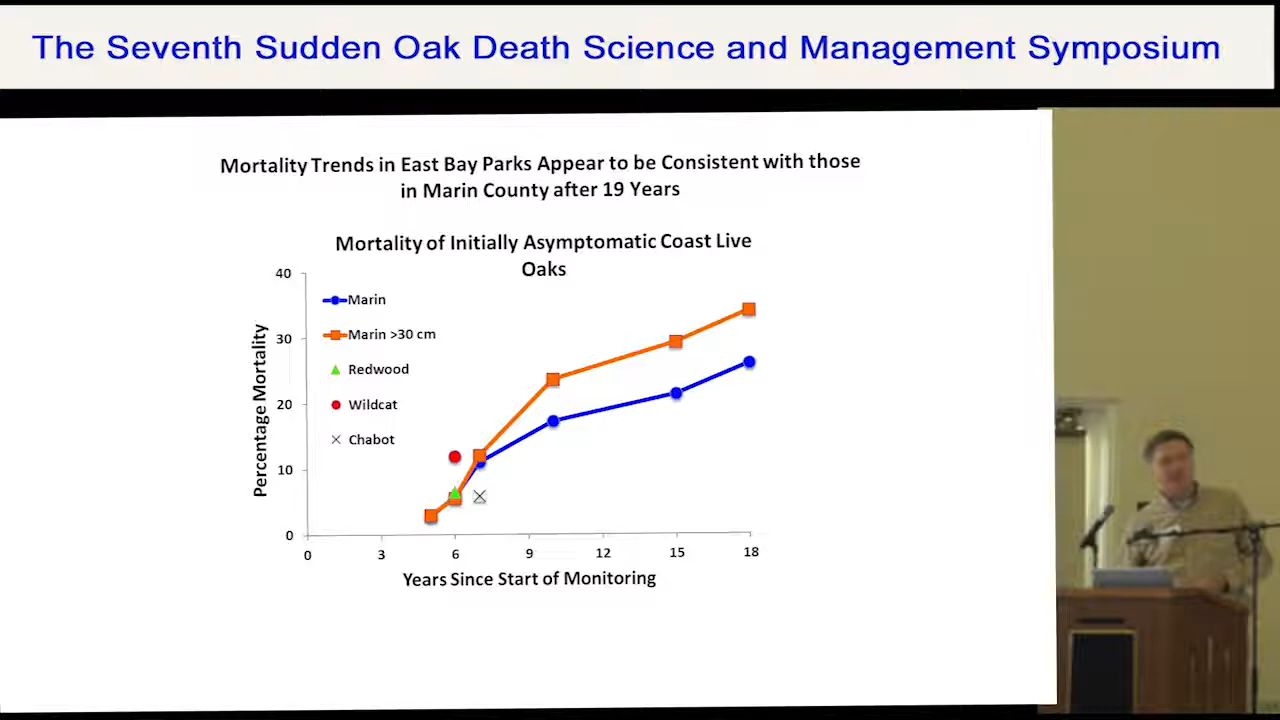 The Seventh Sudden Oak Death Science and Management Symposium
Mortality Trends in East Bay Parks Appear to be Consistent with those
in Marin County after 19 Years
Mortality of Initially Asymptomatic Coast Live
Oaks
Percentage Mortality
40
30
20
10
0
Marin
Marin >30 cm
Redwood
Wildcat
Chabot
0 3 6 9 12 15 18
Years Since Start of Monitoring